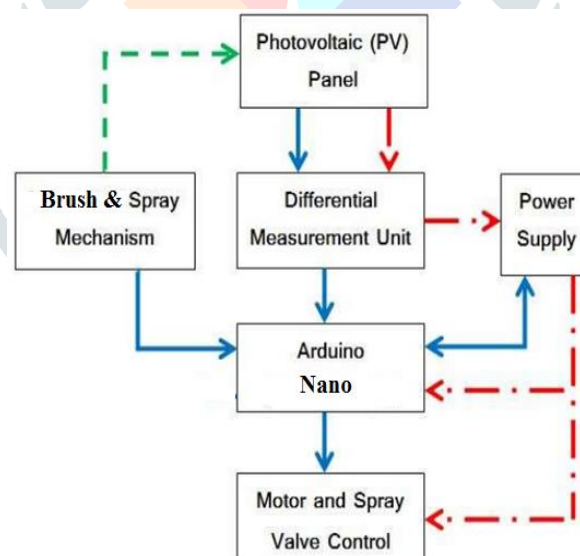 Photovoltaic (PV)
Panel
Brush & Spray
Mechanism
Differential
Measurement Unit
Power
Supply
Arduino
Nano
Motor and Spray
Valve Control